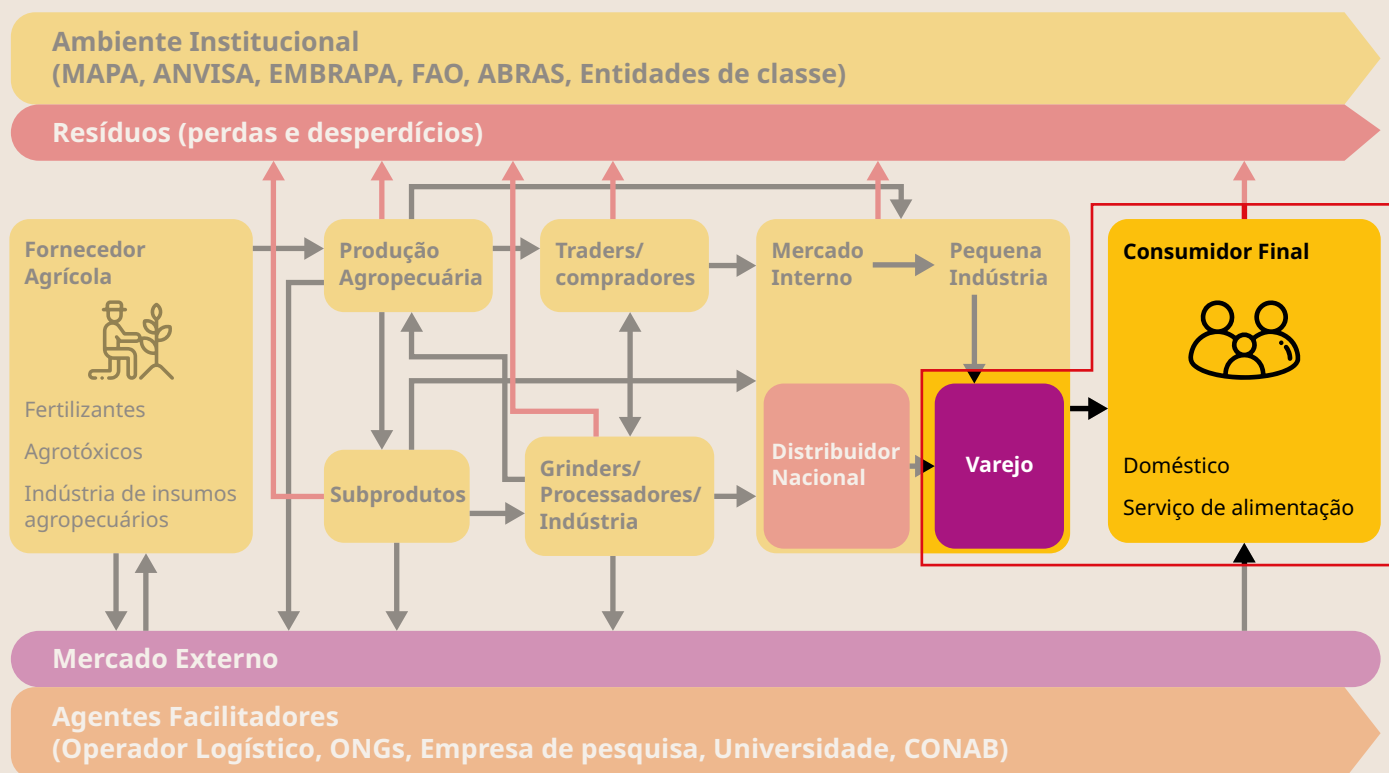 Ambiente Institucional
(MAPA, ANVISA, EMBRAPA, FAO, ABRAS, Entidades de classe)
Resíduos (perdas e desperdícios)
Fornecedor
Agrícola
Fertilizantes
Agrotóxicos
Indústria de insumos
agropecuários
Produção
Agropecuária
Subprodutos
Traders/
compradores
Grinders/
Processadores/
Indústria
Mercado
Interno
Pequena
Indústria
Distribuidor
Nacional
Varejo
Consumidor Final
Doméstico
Serviço de alimentação
Mercado Externo
Agentes Facilitadores
(Operador Logístico, ONGs, Empresa de pesquisa, Universidade, CONAB)